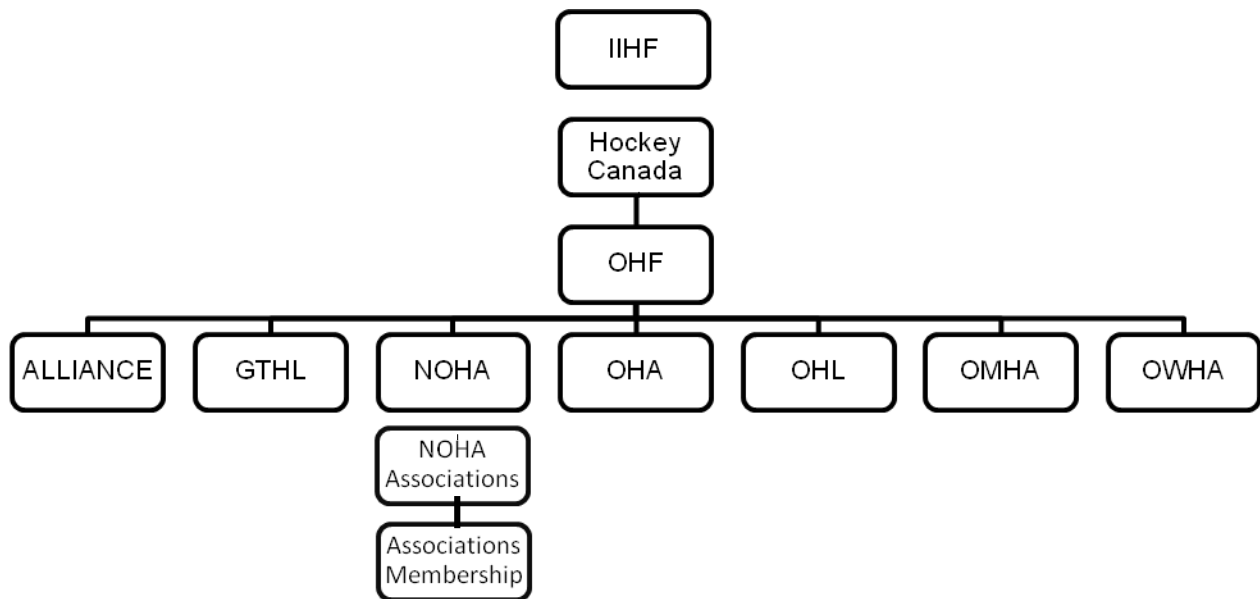 IIHF
Hockey
Canada
OHF
ALLIANCE
GTHL
NOHA
OHA
OHL
OMHA
OWHA
NOHA
Associations
Associations
Membership